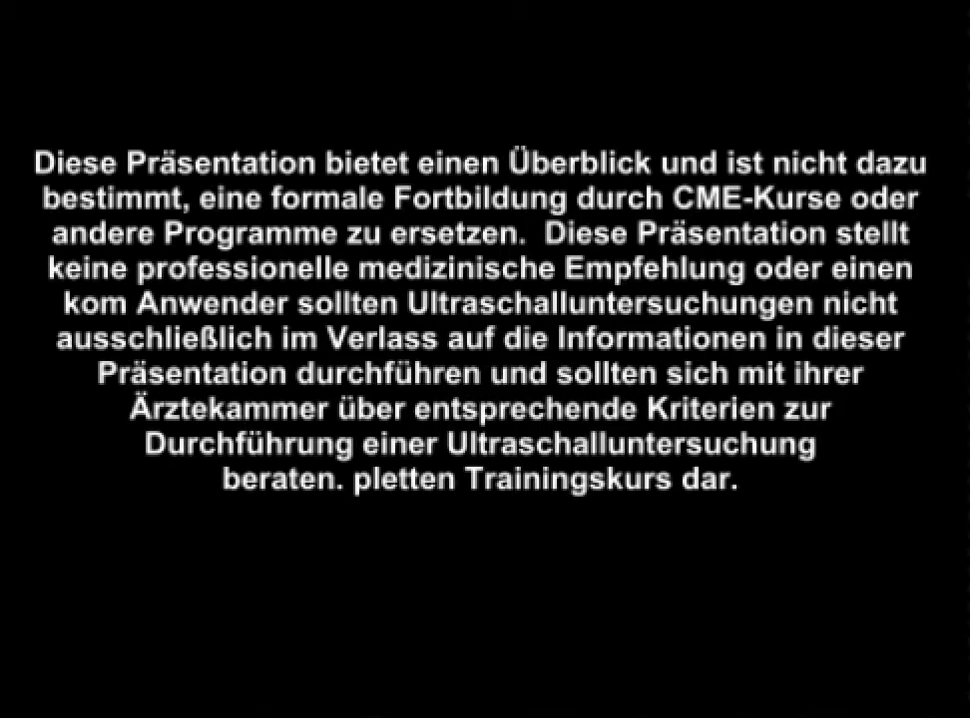 Diese Präsentation bietet einen Überblick und ist nicht dazu
bestimmt, eine formale Fortbildung durch CME-Kurse oder
andere Programme zu ersetzen.  Diese Präsentation stellt
keine professionelle medizinische Empfehlung oder einen
kom Anwender sollten Ultraschalluntersuchungen nicht
ausschließlich im Verlass auf die Informationen in dieser
Präsentation durchführen und sollten sich mit ihrer
Ärztekammer über entsprechende Kriterien zur
Durchführung einer Ultraschalluntersuchung
beraten. pletten Trainingskurs dar.